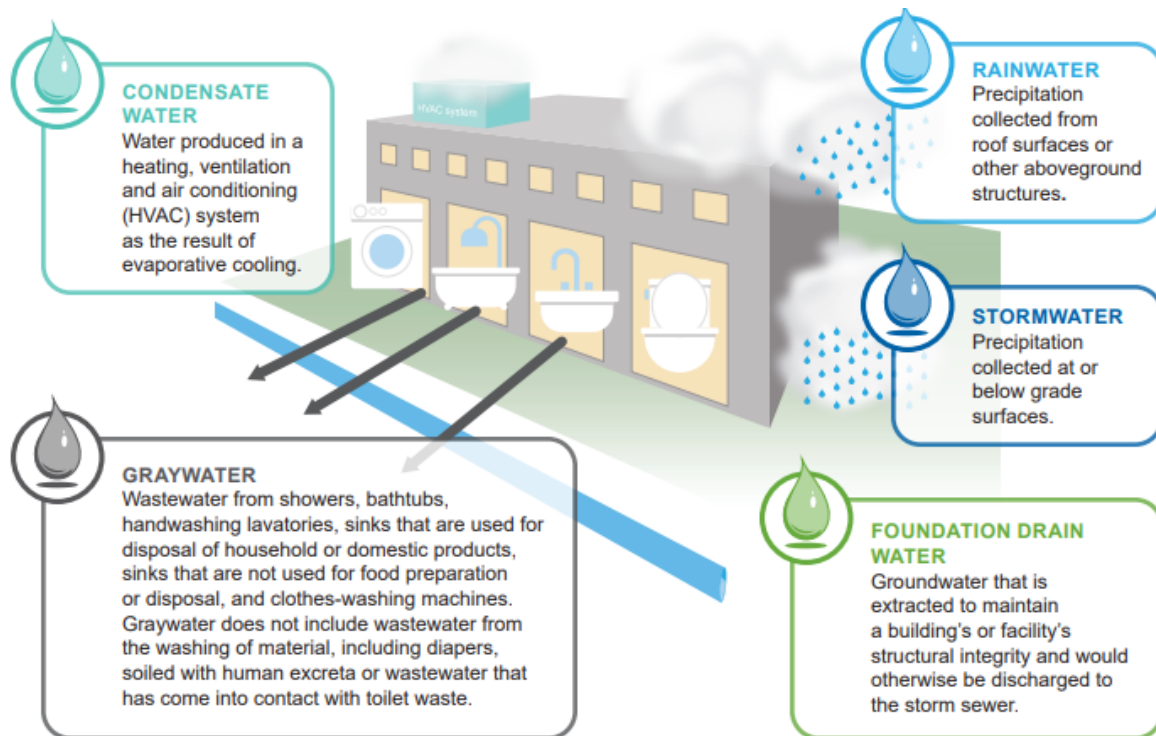 CONDENSATE
WATER
Water produced in a
heating, ventilation
and air conditioning
(HVAC) system
as the result of
evaporative cooling.
HVAC system
RAINWATER
Precipitation
collected from
roof surfaces or
other aboveground
structures.
STORMWATER
Precipitation
collected at or
below grade
surfaces.
GRAYWATER
Wastewater from showers, bathtubs,
handwashing lavatories, sinks that are used for
disposal of household or domestic products,
sinks that are not used for food preparation
or disposal, and clothes-washing machines.
Graywater does not include wastewater from
the washing of material, including diapers,
soiled with human excreta or wastewater that
has come into contact with toilet waste.
FOUNDATION DRAIN
WATER
Groundwater that is
extracted to maintain
a building's or facility's
structural integrity and would
otherwise be discharged to
the storm sewer.